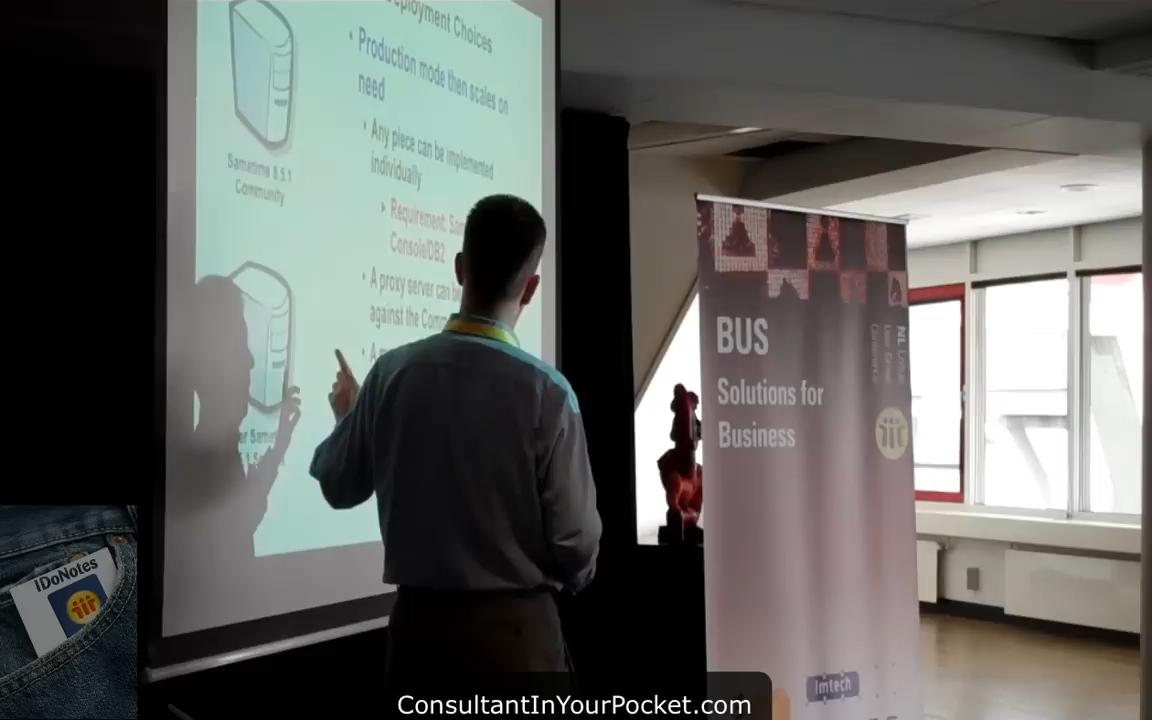 Deployment Choices
Production mode then scales on
need
Any piece can be implemented
individually
Requirement:
Console/DB2
A proxy server can
against the
Sametime 8.5.1
Community
BUS
Solutions for
Business
NL Lotus
User Group
Conference
Imtech
IDoNotes
ConsultantInYourPocket.com